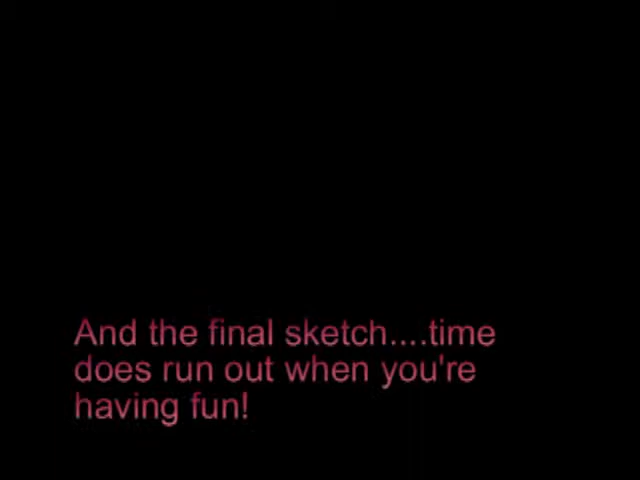 And the final sketch....time
does run out when you're
having fun!